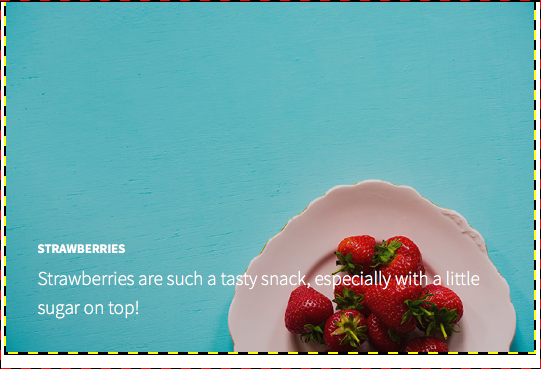 STRAWBERRIES
Strawberries are such a tasty snack, especially with a little
sugar on top!